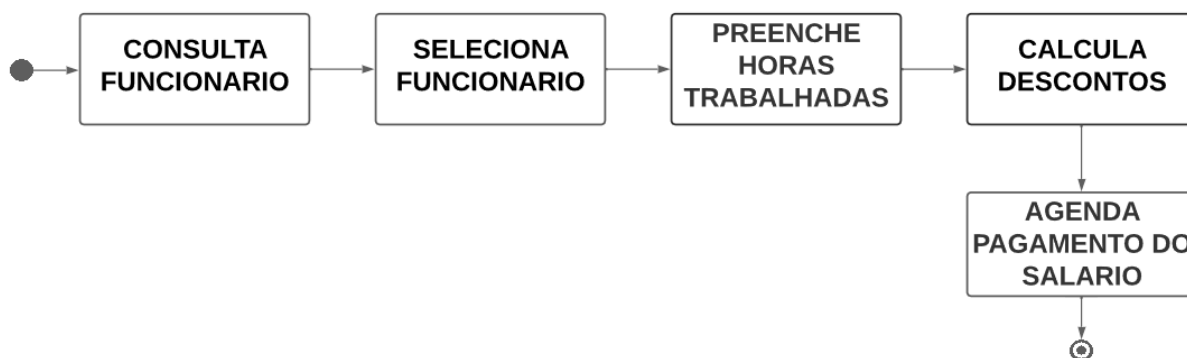 CONSULTA
FUNCIONARIO
SELECIONA
FUNCIONARIO
PREENCHE
HORAS
TRABALHADAS
CALCULA
DESCONTOS
AGENDA
PAGAMENTO DO
SALARIO